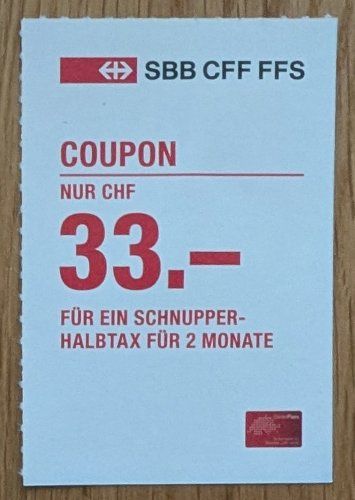 SBB CFF FFS
COUPON
NUR CHF
33.–
FÜR EIN SCHNUPPER-
HALBTAX FÜR 2 MONATE